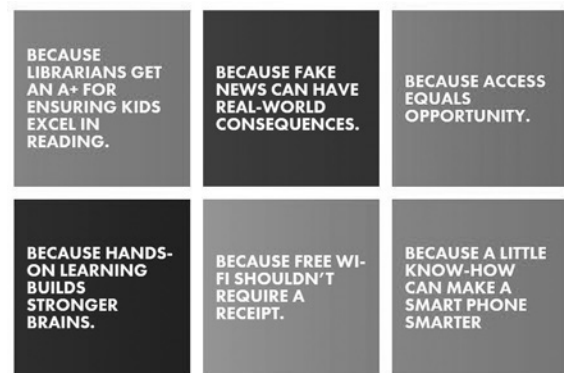 BECAUSE
LIBRARIANS GET
AN A+ FOR
ENSURING KIDS
EXCEL IN
READING.
BECAUSE FAKE
NEWS CAN HAVE
REAL-WORLD
CONSEQUENCES.
BECAUSE ACCESS
EQUALS
OPPORTUNITY.
BECAUSE HANDS-
ON LEARNING
BUILDS
STRONGER
BRAINS.
BECAUSE FREE WI-
FI SHOULDN'T
REQUIRE A
RECEIPT.
BECAUSE A LITTLE
KNOW-HOW
CAN MAKE A
SMART PHONE
SMARTER